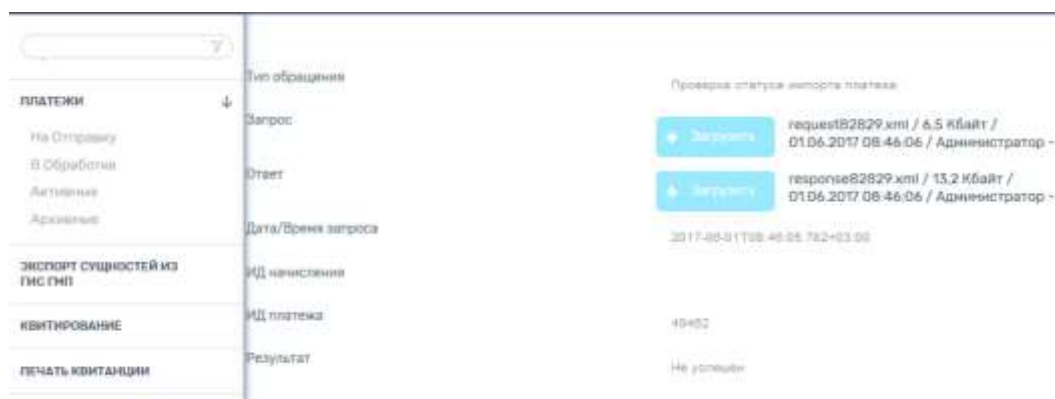 ПЛАТЕЖИ
На Отправку
В Обработке
Активные
Архивные
ЭКСПОРТ СУЩНОСТЕЙ ИЗ
ГИС ГМП
КВИТИРОВАНИЕ
ПЕЧАТЬ КВИТАНЦИИ
Тип обращения
Проверка статуса импорта платежа
Запрос
Загрузить
request82829.xml / 6,5 Кбайт /
01.06.2017 08:46:06 / Администратор -
Ответ
Загрузить
response82829.xml / 13,2 Кбайт /
01.06.2017 08:46:06 / Администратор -
Дата/Время запроса
ИД начисления
ИД платежа
Результат
Не успешен